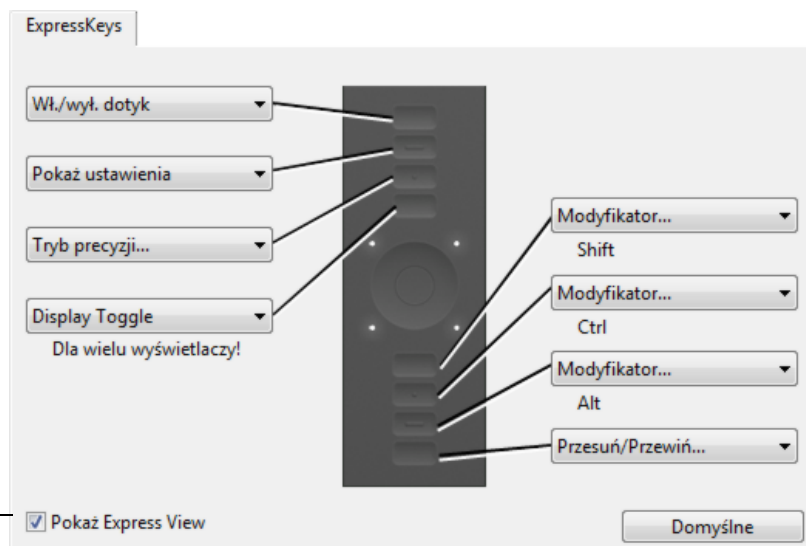 ExpressKeys
Wł./wył. dotyk
Pokaż ustawienia
Tryb precyzji...
Display Toggle
Dla wielu wyświetlaczy!
Modyfikator...
Shift
Modyfikator...
Ctrl
Modyfikator...
Alt
Przesuń/Przewiń...
Pokaż Express View
Domyślne